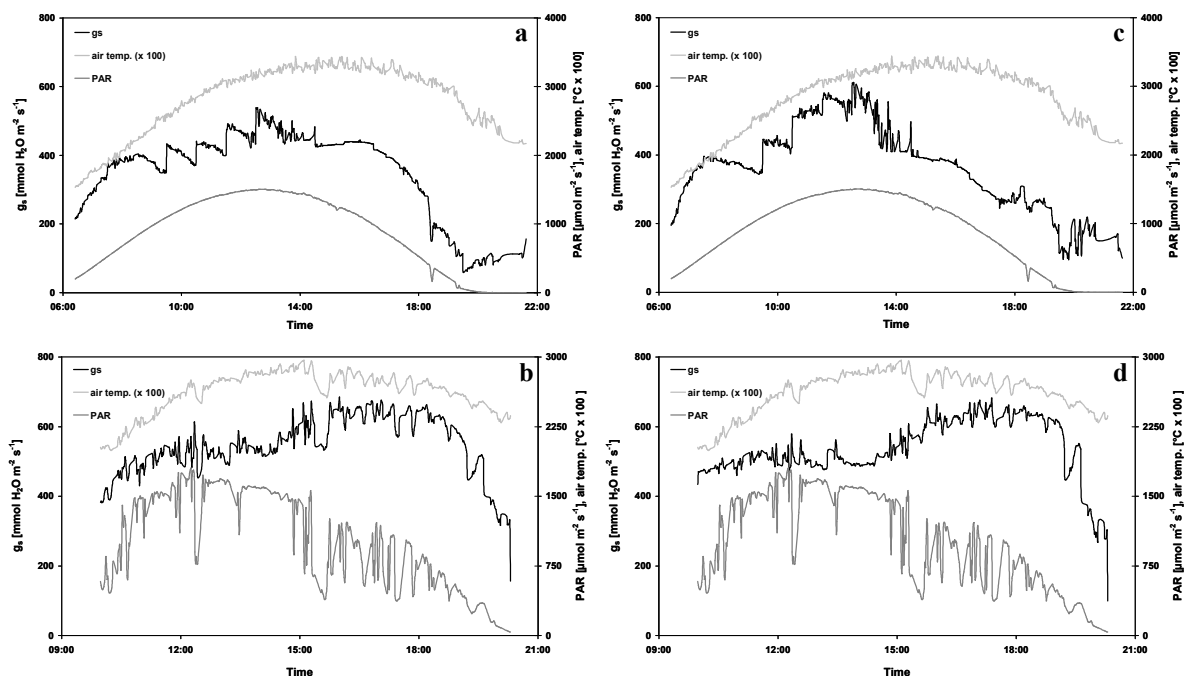 a
gs
air temp. (x 100)
PAR
gs [mmol H2O m-2 s-1]
800
600
400
200
0
4000
3000
2000
1000
0
PAR [µmol m-2 s-1], air temp. [°C x 100]
06:00
10:00
14:00
18:00
22:00
Time
c
gs
air temp. (x 100)
PAR
gs [mmol H2O m-2 s-1]
800
600
400
200
0
4000
3000
2000
1000
0
PAR [µmol m-2 s-1], air temp. [°C x 100]
06:00
10:00
14:00
18:00
22:00
Time
b
gs
air temp. (x 100)
PAR
gs [mmol H2O m-2 s-1]
800
600
400
200
0
3000
2250
1500
750
0
PAR [µmol m-2 s-1], air temp. [°C x 100 ]
09:00
12:00
15:00
18:00
21:00
Time
d
gs
air temp. (x 100)
PAR
gs [mmol H2O m-2 s-1]
800
600
400
200
0
3000
2250
1500
750
0
PAR [µmol m-2 s-1], air temp. [°C x 100 ]
09:00
12:00
15:00
18:00
21:00
Time